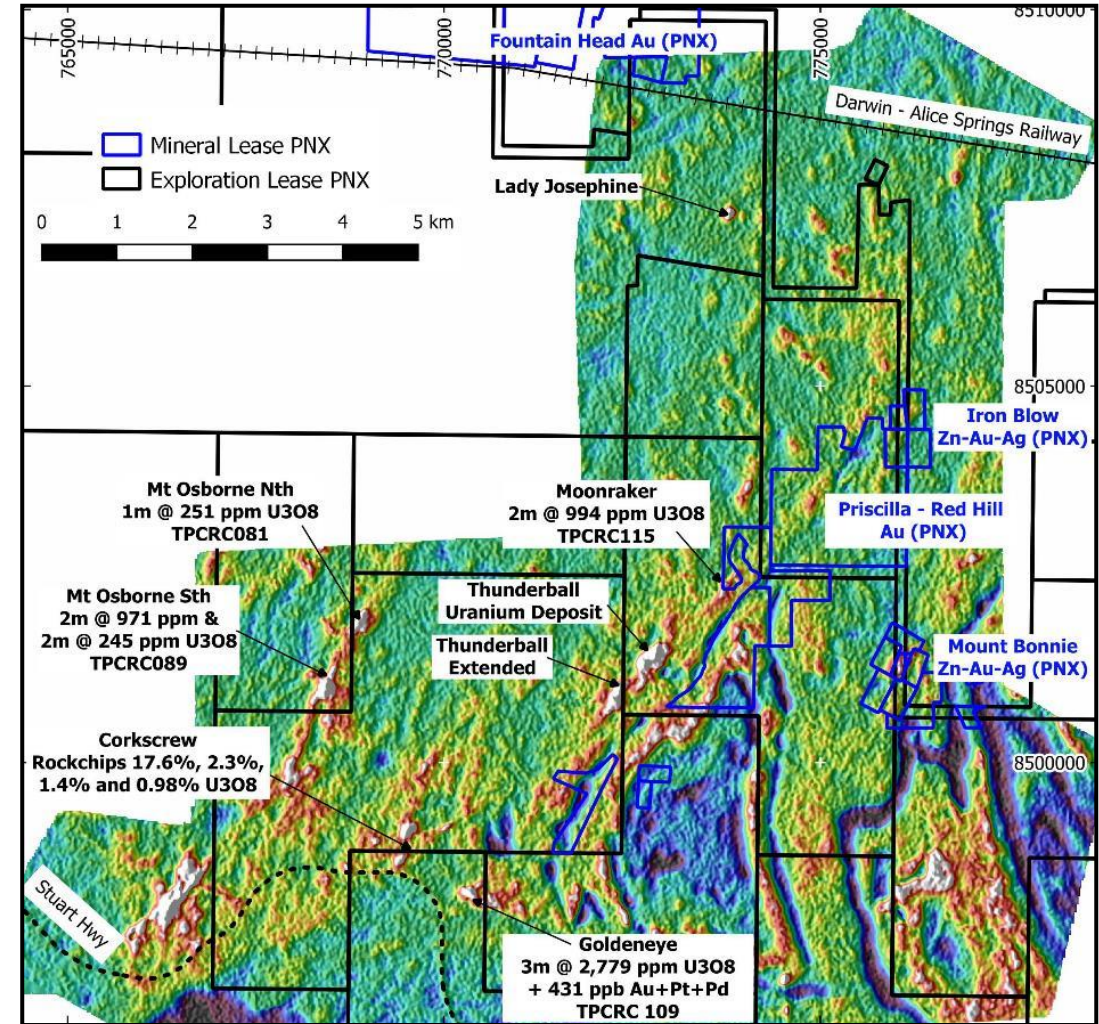 8510000
765000
770000
775000
Fountain Head Au (PNX)
Darwin - Alice Springs Railway
Mineral Lease PNX
Exploration Lease PNX
0 1 2 3 4 5 km
Lady Josephine
8505000
Iron Blow
Zn-Au-Ag (PNX)
Mt Osborne Nth
1m @ 251 ppm U3O8
TPCRC081
Moonraker
2m @ 994 ppm U3O8
TPCRC115
Priscilla - Red Hill
Au (PNX)
Mt Osborne Sth
2m @ 971 ppm &
2m @ 245 ppm U3O8
TPCRC089
Thunderball
Uranium Deposit
Thunderball
Extended
Mount Bonnie
Zn-Au-Ag (PNX)
Corkscrew
Rockchips 17.6%, 2.3%,
1.4% and 0.98% U3O8
8500000
Stuart Hwy
Goldeneye
3m @ 2,779 ppm U3O8
+ 431 ppb Au+Pt+Pd
TPCRC 109